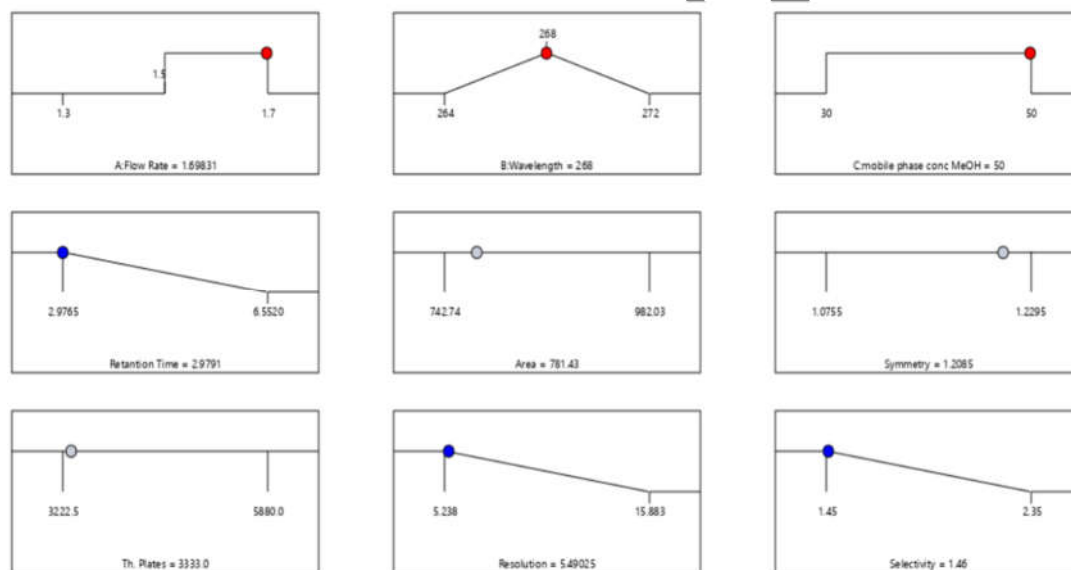 268
1.5
1.3 1.7
264 272
30 50
A:Flow Rate = 1.69831
B:Wavelength = 268
C:mobile phase conc MeOH = 50
2.9765 6.5520
742.74 982.03
1.0755 1.2295
Retantion Time = 2.9791
Area = 781.43
Symmetry = 1.2085
3222.5 5880.0
5.238 15.883
1.45 2.35
Th. Plates = 3333.0
Resolution = 5.49025
Selectivity = 1.46